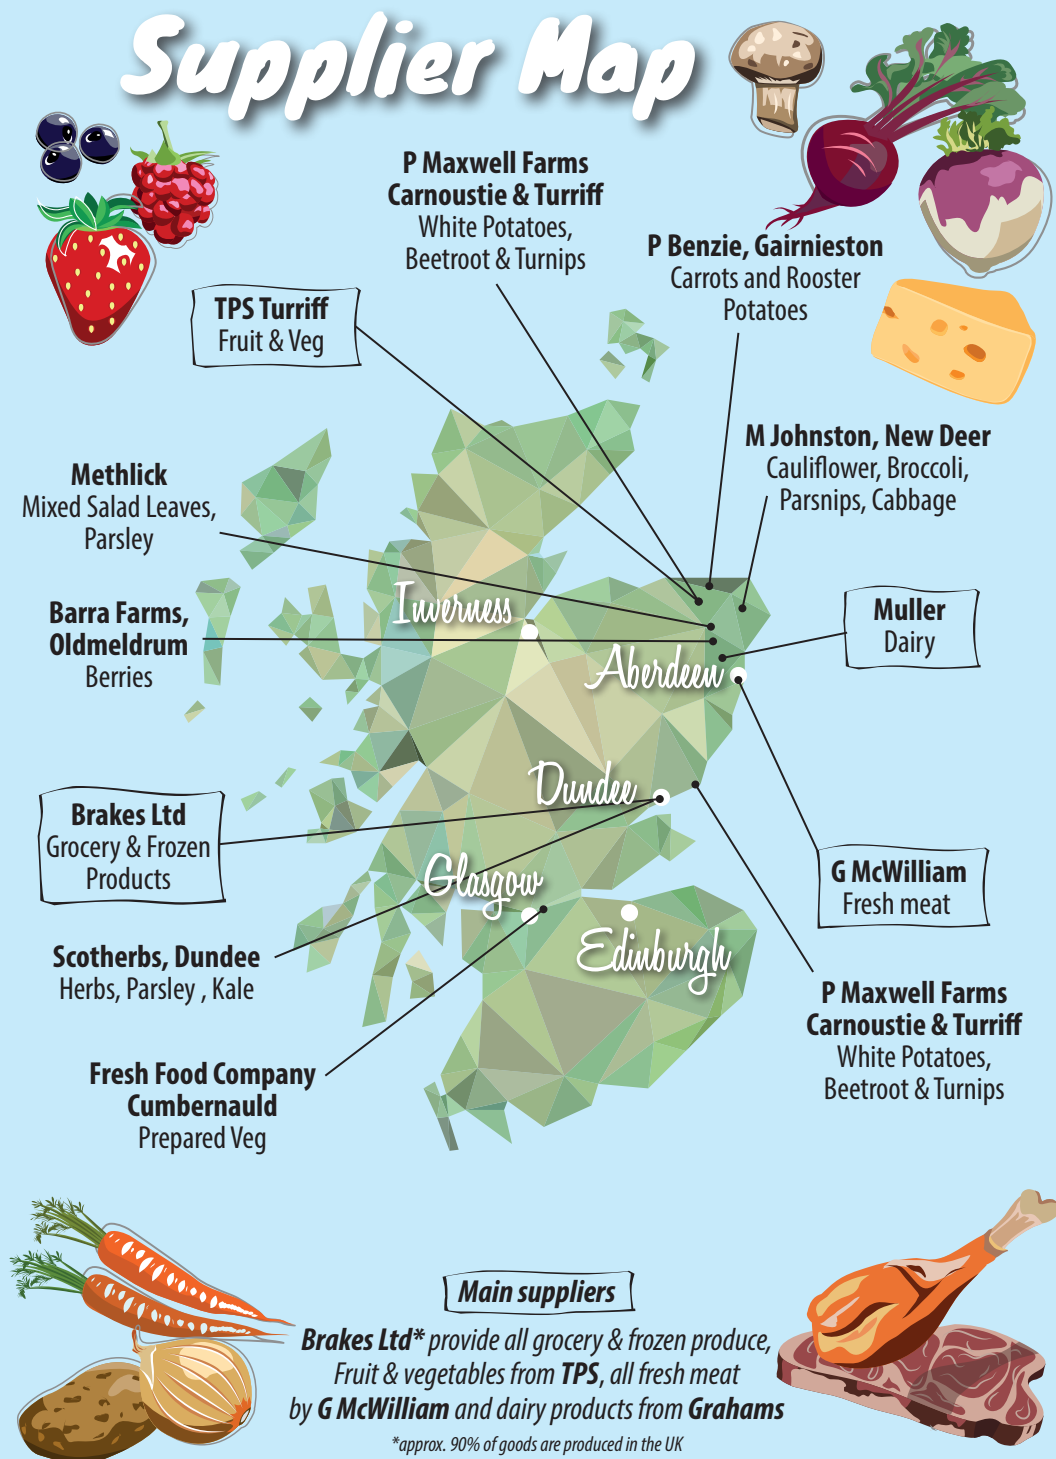 Supplier Map
P Maxwell Farms
Carnoustie & Turriff
White Potatoes,
Beetroot & Turnips
P Benzie, Gairnieston
Carrots and Rooster
Potatoes
TPS Turriff
Fruit & Veg
M Johnston, New Deer
Cauliflower, Broccoli,
Parsnips, Cabbage
Methlick
Mixed Salad Leaves,
Parsley
Inverness
Barra Farms,
Oldmeldrum
Berries
Muller
Dairy
Aberdeen
Dundee
Brakes Ltd
Grocery & Frozen
Products
Glasgow
G McWilliam
Fresh meat
Edinburgh
Scotherbs, Dundee
Herbs, Parsley , Kale
P Maxwell Farms
Carnoustie & Turriff
White Potatoes,
Beetroot & Turnips
Fresh Food Company
Cumbernauld
Prepared Veg
Main suppliers
Brakes Ltd* provide all grocery & frozen produce,
Fruit & vegetables from TPS, all fresh meat
by G McWilliam and dairy products from Grahams
*approx. 90% of goods are produced in the UK